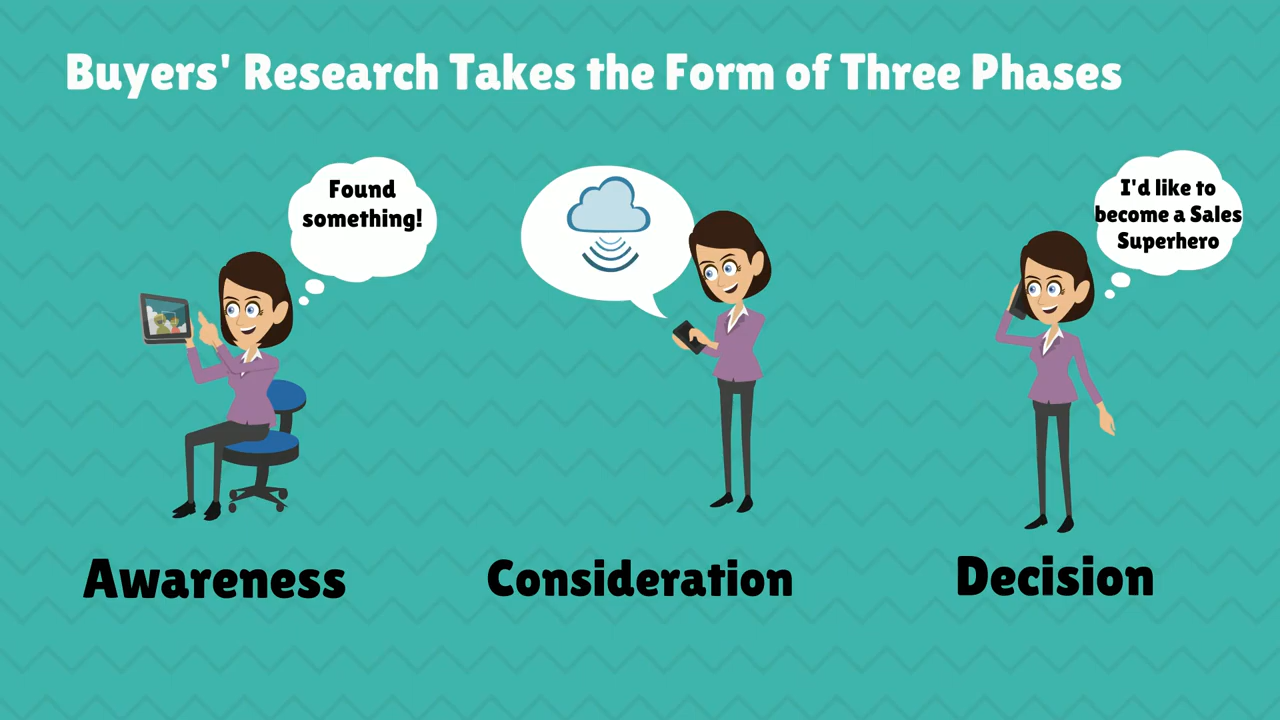 Buyers' Research Takes the Form of Three Phases
Found
something!
I'd like to
become a Sales
Superhero
Awareness
Consideration
Decision